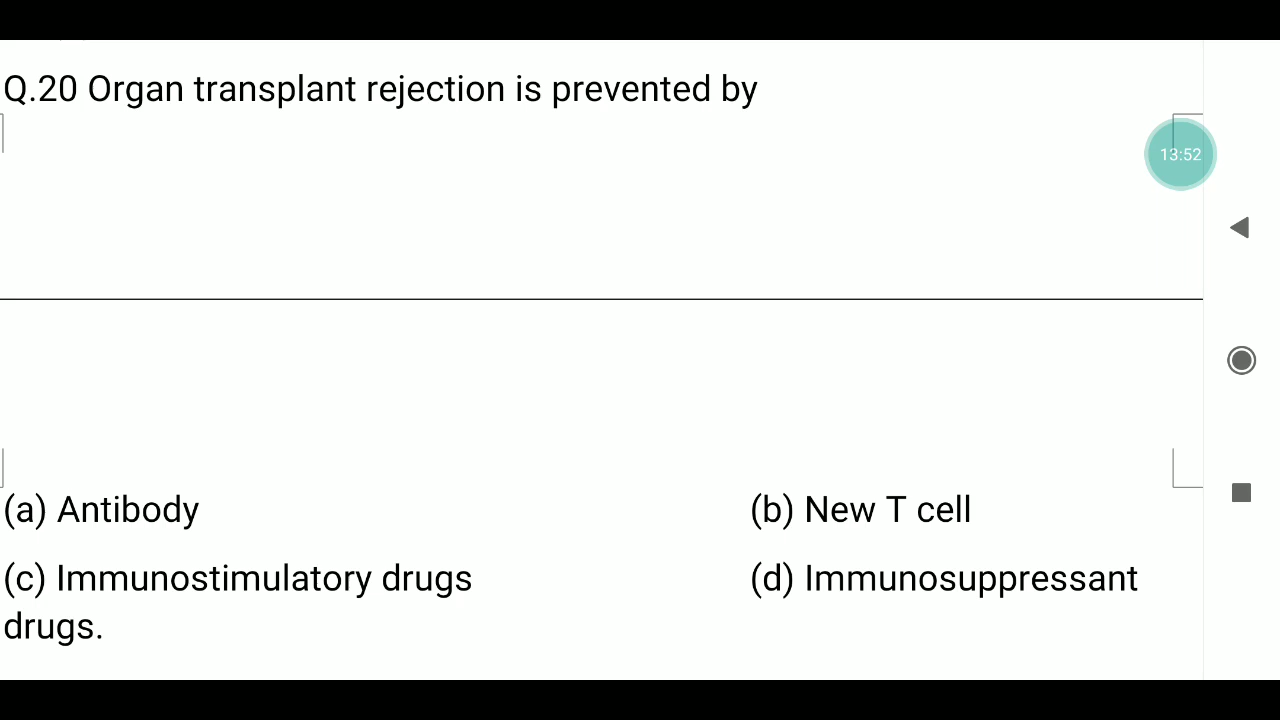 Q.20 Organ transplant rejection is prevented by
13:52
(a) Antibody (b) New T cell
(c) Immunostimulatory drugs (d) Immunosuppressant
drugs.